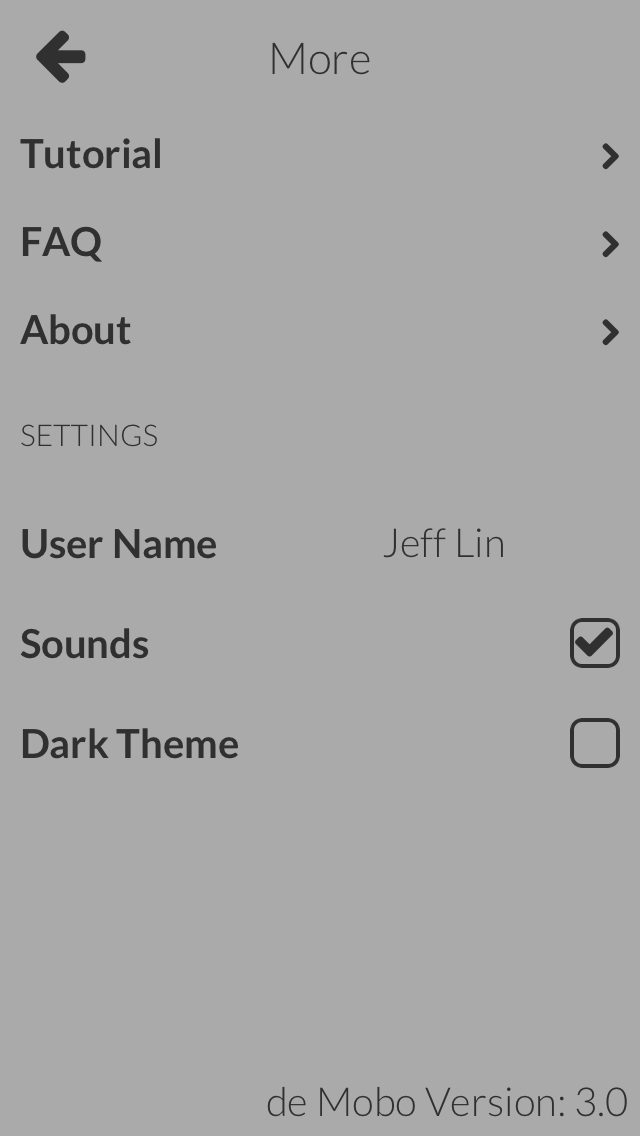 More
Tutorial
FAQ
About
SETTINGS
User Name Jeff Lin
Sounds
Dark Theme
de Mobo Version: 3.0